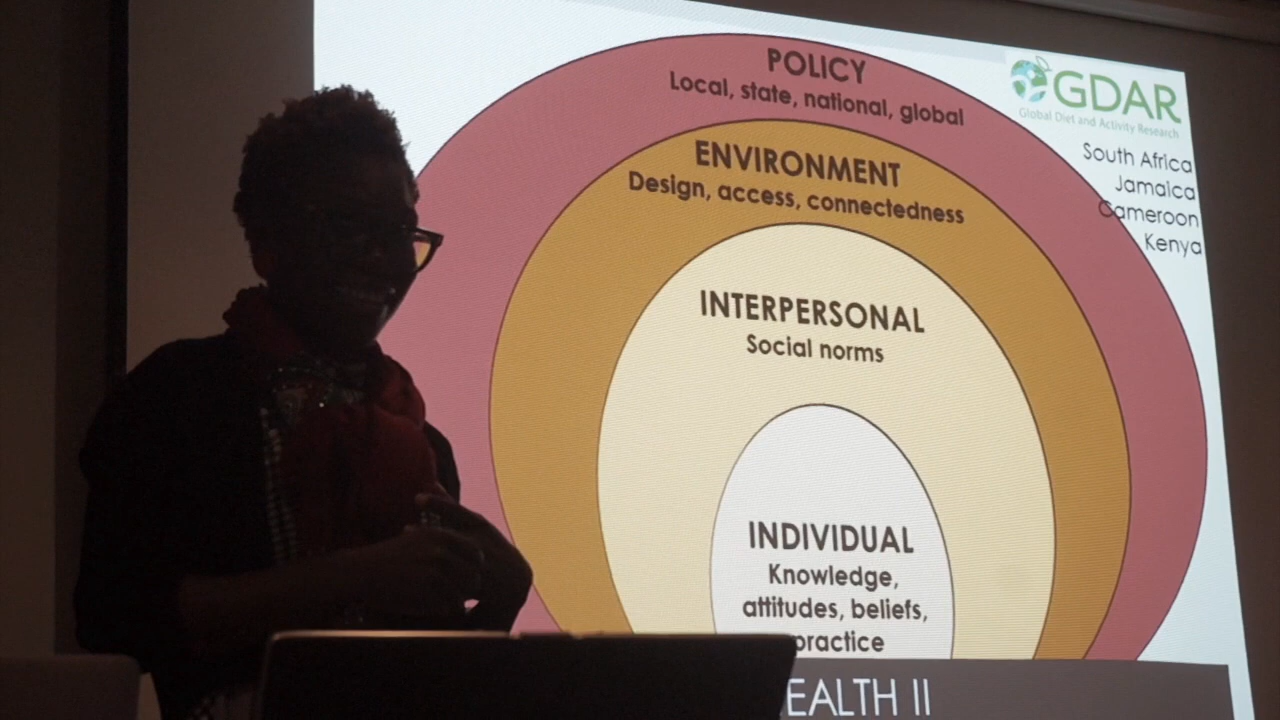 POLICY
Local, state, national, global
ENVIRONMENT
Design, access, connectedness
INTERPERSONAL
Social norms
INDIVIDUAL
Knowledge,
attitudes, beliefs,
practice
GDAR
Global Diet and Activity Research
South Africa
Jamaica
Cameroon
Kenya
EALTH II